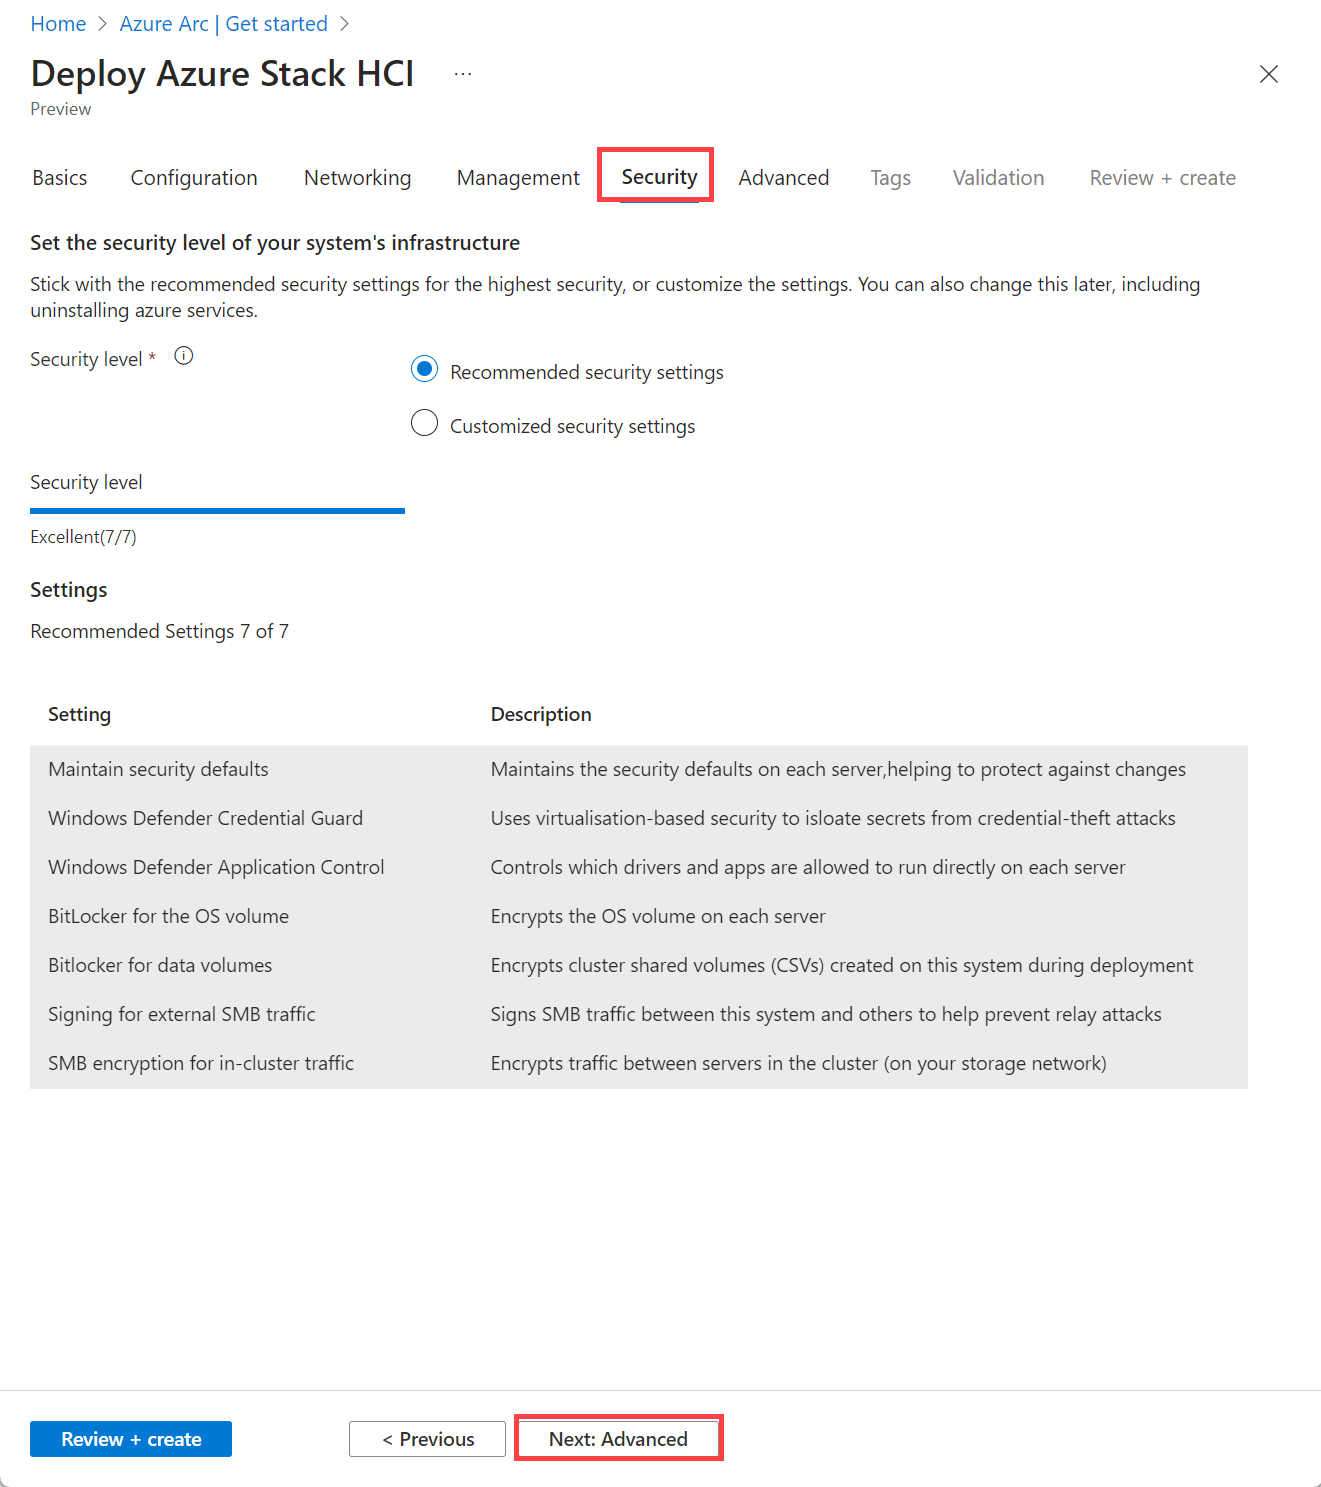 Home > Azure Arc | Get started >
Deploy Azure Stack HCI ...
Preview
Basics Configuration Networking Management Security Advanced Tags Validation Review + create
Set the security level of your system's infrastructure
Stick with the recommended security settings for the highest security, or customize the settings. You can also change this later, including
uninstalling azure services.
Security level *
Recommended security settings
Customized security settings
Security level
Excellent(7/7)
Settings
Recommended Settings 7 of 7
Setting Description
Maintain security defaults Maintains the security defaults on each server,helping to protect against changes
Windows Defender Credential Guard Uses virtualisation-based security to isloate secrets from credential-theft attacks
Windows Defender Application Control Controls which drivers and apps are allowed to run directly on each server
BitLocker for the OS volume Encrypts the OS volume on each server
Bitlocker for data volumes Encrypts cluster shared volumes (CSVs) created on this system during deployment
Signing for external SMB traffic Signs SMB traffic between this system and others to help prevent relay attacks
SMB encryption for in-cluster traffic Encrypts traffic between servers in the cluster (on your storage network)
Review + create < Previous Next: Advanced